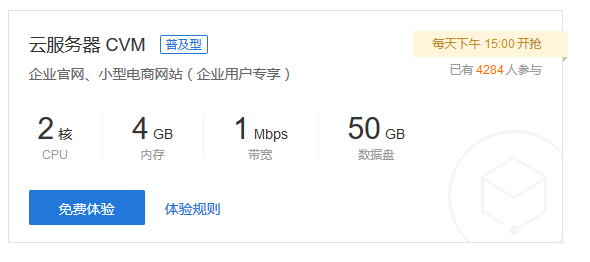 云服务器 CVM 普及型
每天下午 15:00 开抢
企业官网、小型电商网站（企业用户专享）
已有 4284 人参与
2 核 4 GB 1 Mbps 50 GB
CPU 内存 带宽 数据盘
免费体验 体验规则